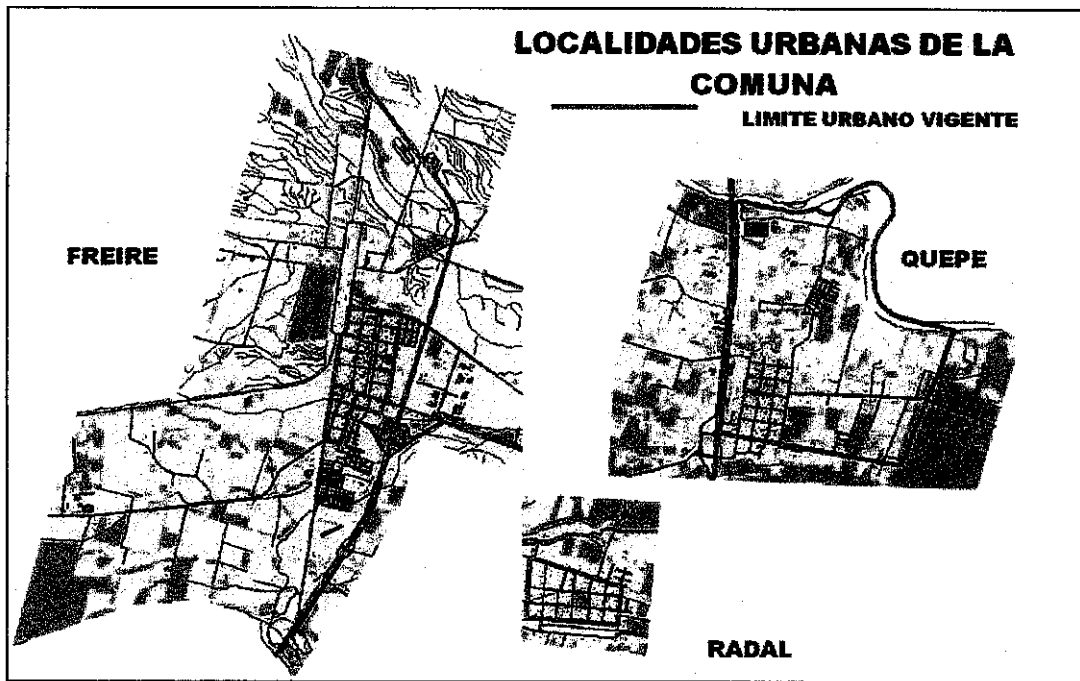 LOCALIDADES URBANAS DE LA
COMUNA
LIMITE URBANO VIGENTE
FREIRE
QUEPE
RADAL